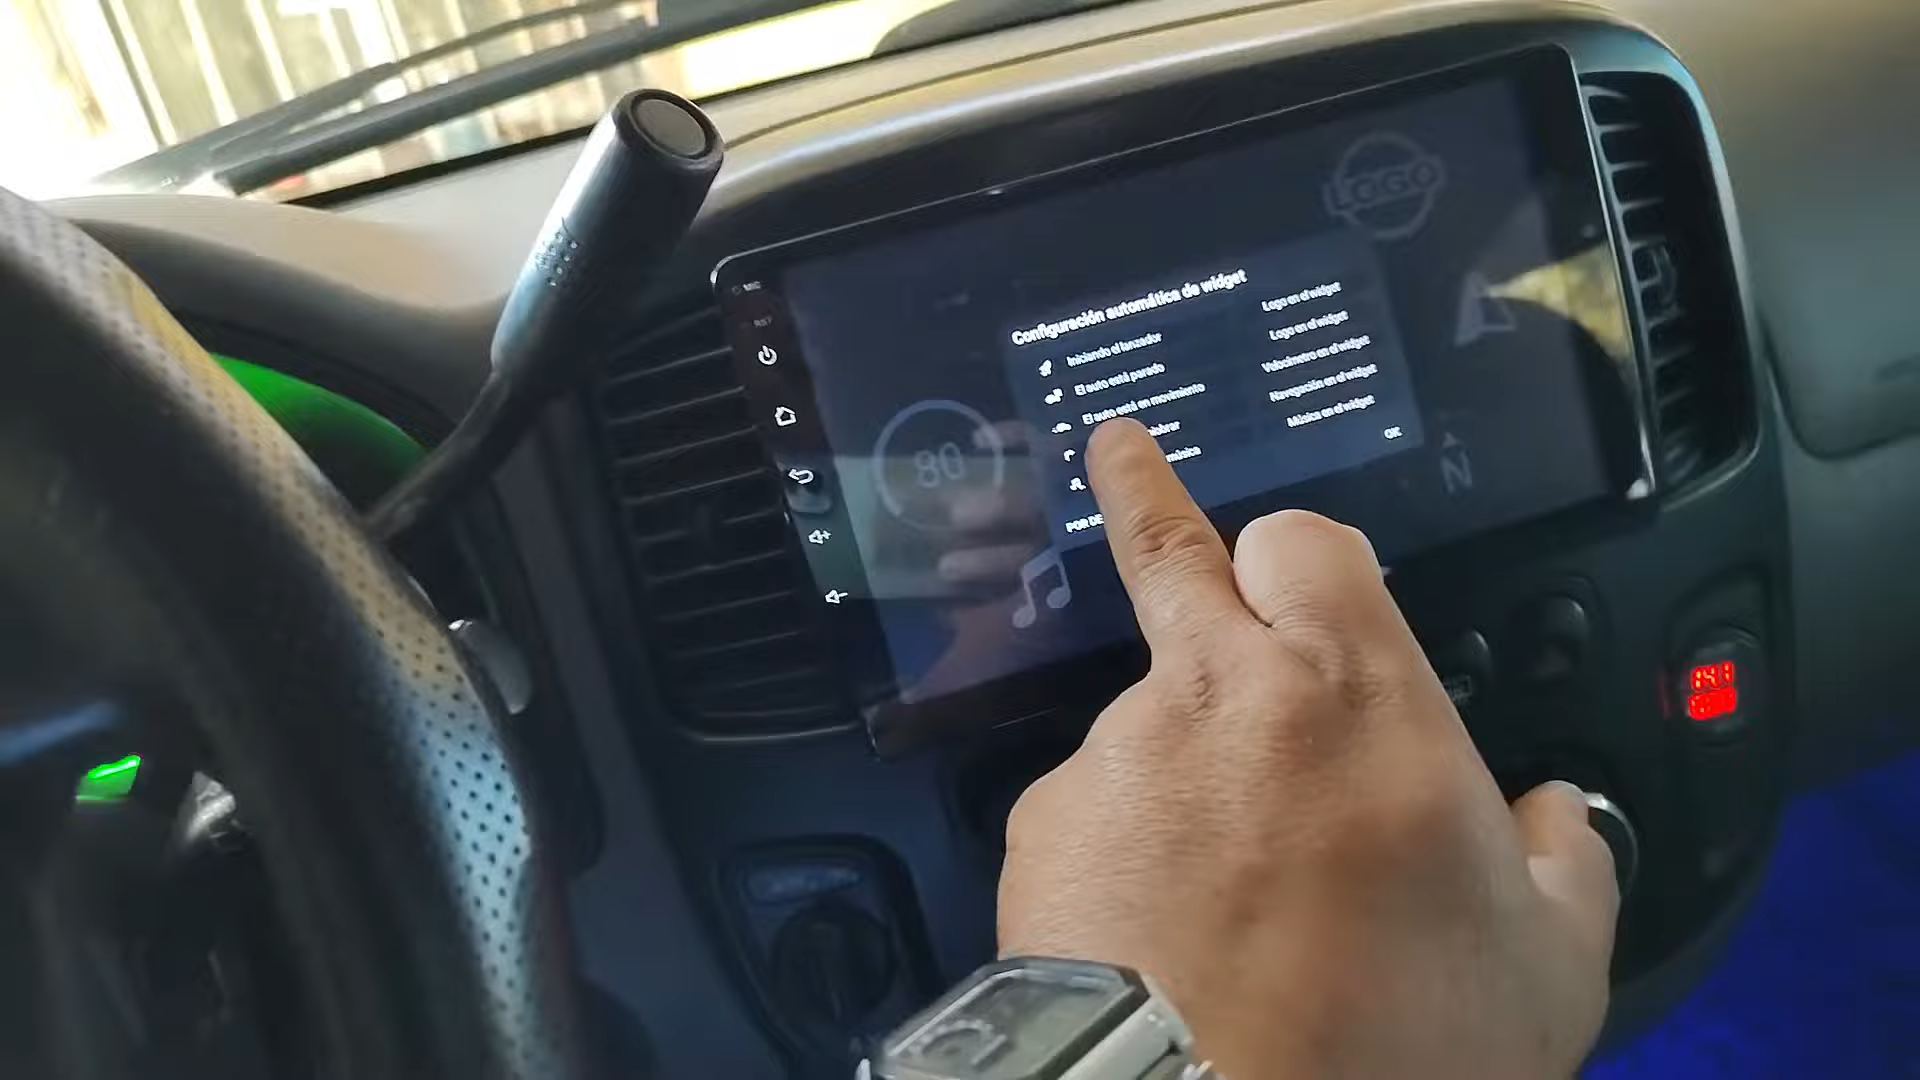 LOGO
MIC
RST
Configuración automática de widget
Iniciando el lanzador Logo en el widget
El auto está parado Logo en el widget
El auto está en movimiento Velocímetro en el widget
Navegación en el widget
música Música en el widget
OK
80
N